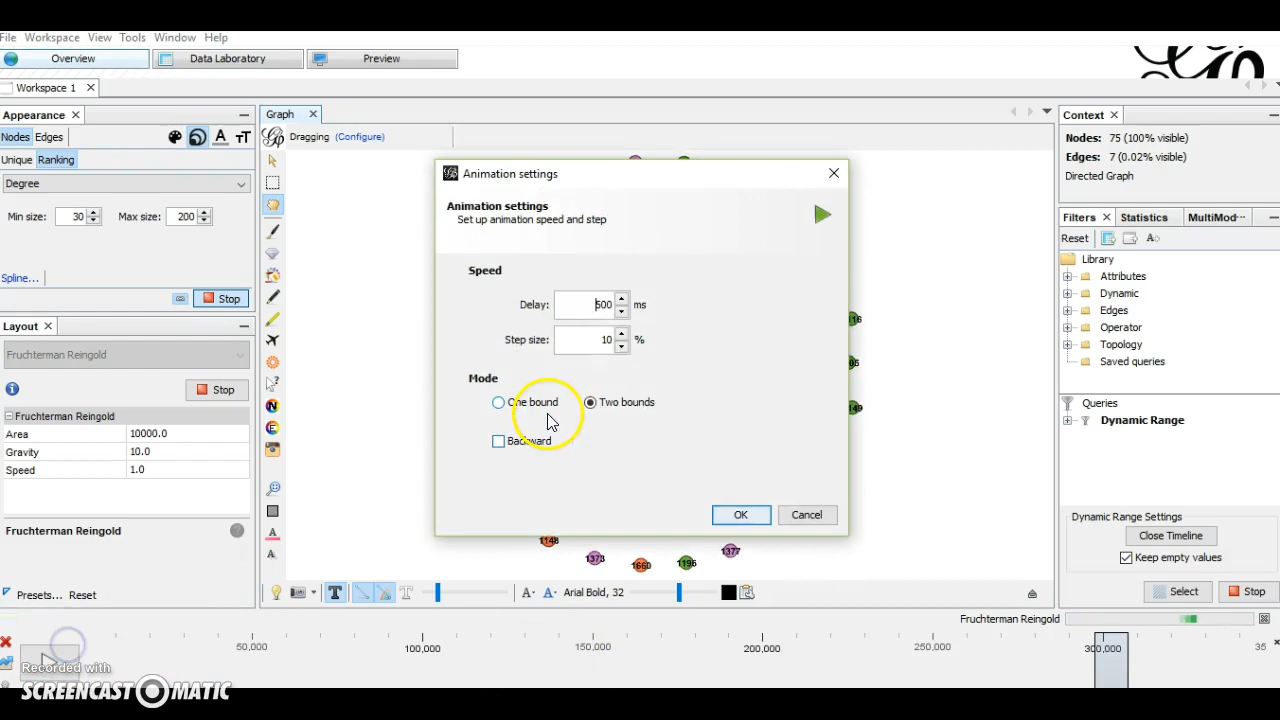 File Workspace View Tools Window Help
Overview Data Laboratory Preview
Workspace 1
Appearance
Nodes Edges
Unique Ranking
Degree
Min size: 30 Max size: 200
Spline...
Stop
Layout
Fruchterman Reingold
Stop
Fruchterman Reingold
Area 10000.0
Gravity 10.0
Speed 1.0
Fruchterman Reingold
Presets... Reset
Graph
Dragging (Configure)
Animation settings
Animation settings
Set up animation speed and step
Speed
Delay: 500 ms
Step size: 10 %
Mode
One bound Two bounds
Backward
OK Cancel
1148
1373
1660
1196
1377
Arial Bold, 32
Context
Nodes: 75 (100% visible)
Edges: 7 (0.02% visible)
Directed Graph
Filters Statistics MultiMod...
Reset
Library
Attributes
Dynamic
Edges
Operator
Topology
Saved queries
Queries
Dynamic Range
Dynamic Range Settings
Close Timeline
Keep empty values
Select Stop
Fruchterman Reingold
50,000 100,000 150,000 200,000 250,000 300,000 35
Recorded with
SCREENCAST MATIC